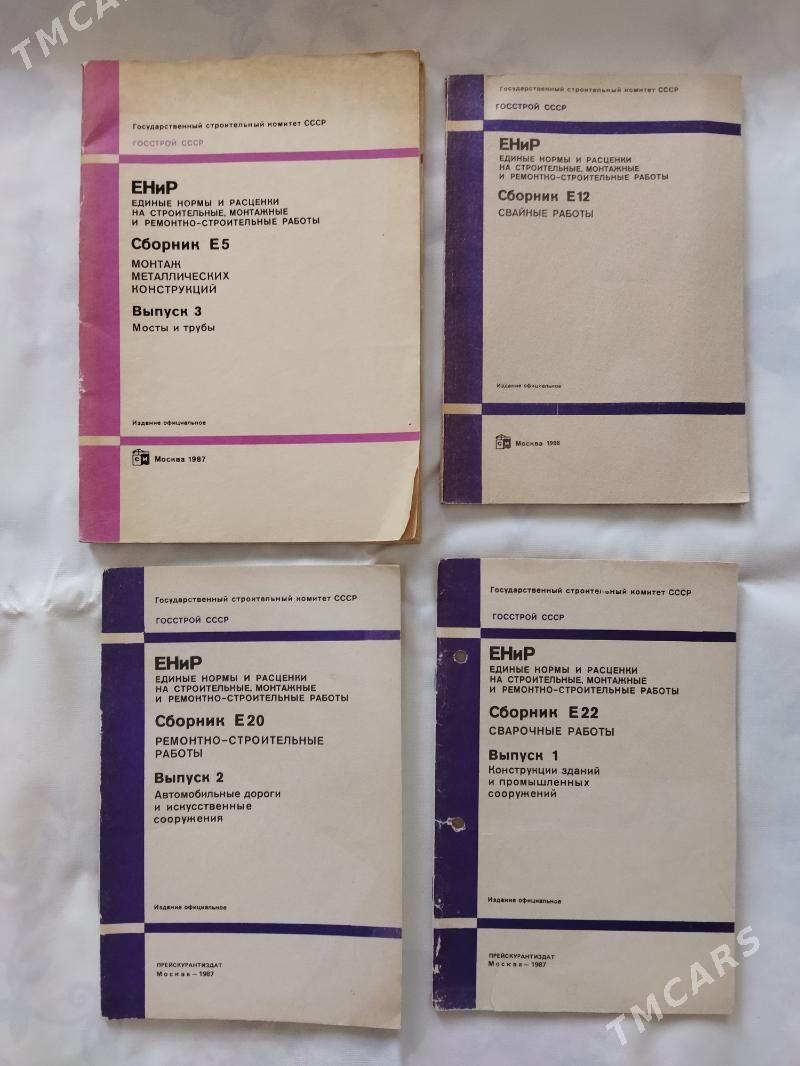 TMCARS
Государственный строительный комитет СССР
ГОССТРОЙ СССР
ЕНиР
ЕДИНЫЕ НОРМЫ И РАСЦЕНКИ
НА СТРОИТЕЛЬНЫЕ, МОНТАЖНЫЕ
И РЕМОНТНО-СТРОИТЕЛЬНЫЕ РАБОТЫ
Сборник Е5
МОНТАЖ
МЕТАЛЛИЧЕСКИХ
КОНСТРУКЦИЙ
Выпуск 3
Мосты и трубы
Издание официальное
СИ Москва 1987
Государственный строительный комитет СССР
ГОССТРОЙ СССР
ЕНиР
ЕДИНЫЕ НОРМЫ И РАСЦЕНКИ
НА СТРОИТЕЛЬНЫЕ, МОНТАЖНЫЕ
И РЕМОНТНО-СТРОИТЕЛЬНЫЕ РАБОТЫ
Сборник Е12
СВАЙНЫЕ РАБОТЫ
Издание официальное
СИ Москва 1988
Государственный строительный комитет СССР
ГОССТРОЙ СССР
ЕНиР
ЕДИНЫЕ НОРМЫ И РАСЦЕНКИ
НА СТРОИТЕЛЬНЫЕ, МОНТАЖНЫЕ
И РЕМОНТНО-СТРОИТЕЛЬНЫЕ РАБОТЫ
Сборник Е20
РЕМОНТНО-СТРОИТЕЛЬНЫЕ
РАБОТЫ
Выпуск 2
Автомобильные дороги
и искусственные
сооружения
Издание официальное
ПРЕЙСКУРАНТИЗДАТ
Москва — 1987
Государственный строительный комитет СССР
ГОССТРОЙ СССР
ЕНиР
ЕДИНЫЕ НОРМЫ И РАСЦЕНКИ
НА СТРОИТЕЛЬНЫЕ, МОНТАЖНЫЕ
И РЕМОНТНО-СТРОИТЕЛЬНЫЕ РАБОТЫ
Сборник Е22
СВАРОЧНЫЕ РАБОТЫ
Выпуск 1
Конструкции зданий
и промышленных
сооружений
Издание официальное
ПРЕЙСКУРАНТИЗДАТ
Москва — 1987
TMCARS